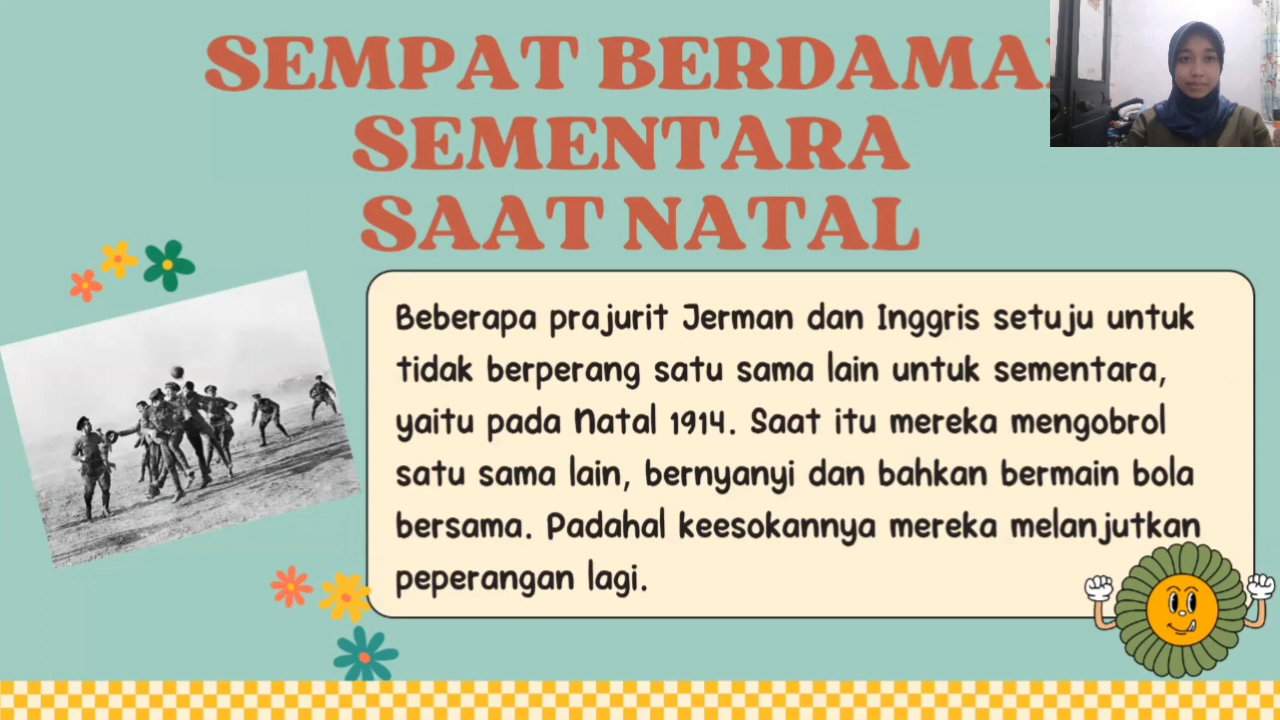 SEMPAT BERDAMAI
SEMENTARA
SAAT NATAL
Beberapa prajurit Jerman dan Inggris setuju untuk
tidak berperang satu sama lain untuk sementara,
yaitu pada Natal 1914. Saat itu mereka mengobrol
satu sama lain, bernyanyi dan bahkan bermain bola
bersama. Padahal keesokannya mereka melanjutkan
peperangan lagi.